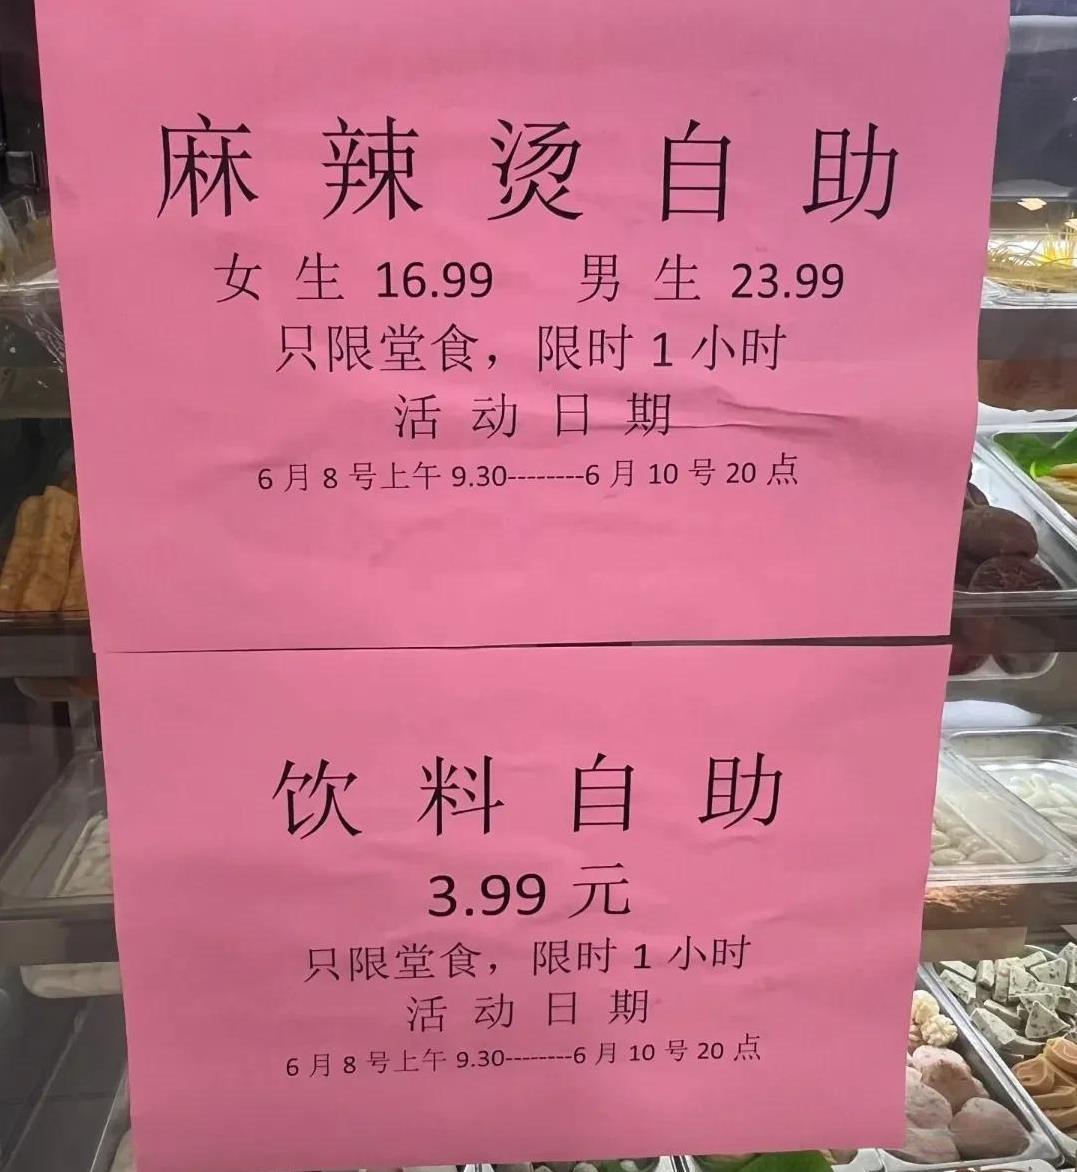 麻辣烫自助
女生 16.99 男生 23.99
只限堂食，限时 1 小时
活动日期
6 月 8 号上午 9.30--------6 月 10 号 20 点
饮料自助
3.99 元
只限堂食，限时 1 小时
活动日期
6 月 8 号上午 9.30--------6 月 10 号 20 点